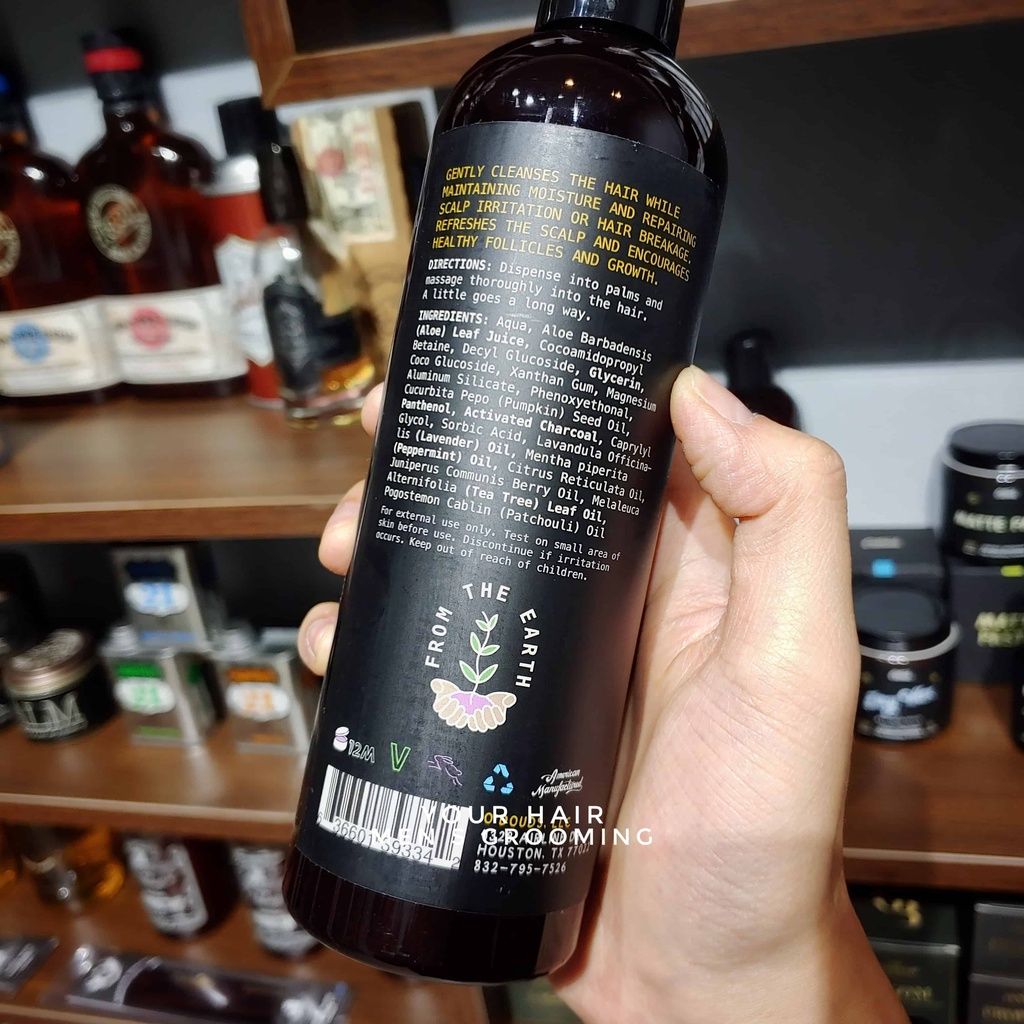 GENTLY CLEANSES THE HAIR WHILE
MAINTAINING MOISTURE AND REPAIRING
SCALP IRRITATION OR HAIR BREAKAGE.
REFRESHES THE SCALP AND ENCOURAGES
HEALTHY FOLLICLES AND GROWTH.
DIRECTIONS: Dispense into palms and
massage thoroughly into the hair.
A little goes a long way.
INGREDIENTS: Aqua, Aloe Barbadensis
(Aloe) Leaf Juice, Cocoamidopropyl
Betaine, Decyl Glucoside, Glycerin,
Coco Glucoside, Xanthan Gum, Magnesium
Aluminum Silicate, Phenoxyethonal,
Cucurbita Pepo (Pumpkin) Seed Oil,
Panthenol, Activated Charcoal, Caprylyl
Glycol, Sorbic Acid, Lavandula Officina-
lis (Lavender) Oil, Mentha piperita
(Peppermint) Oil, Citrus Reticulata Oil,
Juniperus Communis Berry Oil, Melaleuca
Alternifolia (Tea Tree) Leaf Oil,
Pogostemon Cablin (Patchouli) Oil
For external use only. Test on small area of
skin before use. Discontinue if irritation
occurs. Keep out of reach of children.
FROM THE EARTH
12M
V
American
Manufactured
YOUR HAIR
MEN'S GROOMING
HOUSTON, TX
832-795-7526
MATTE
21
21
21